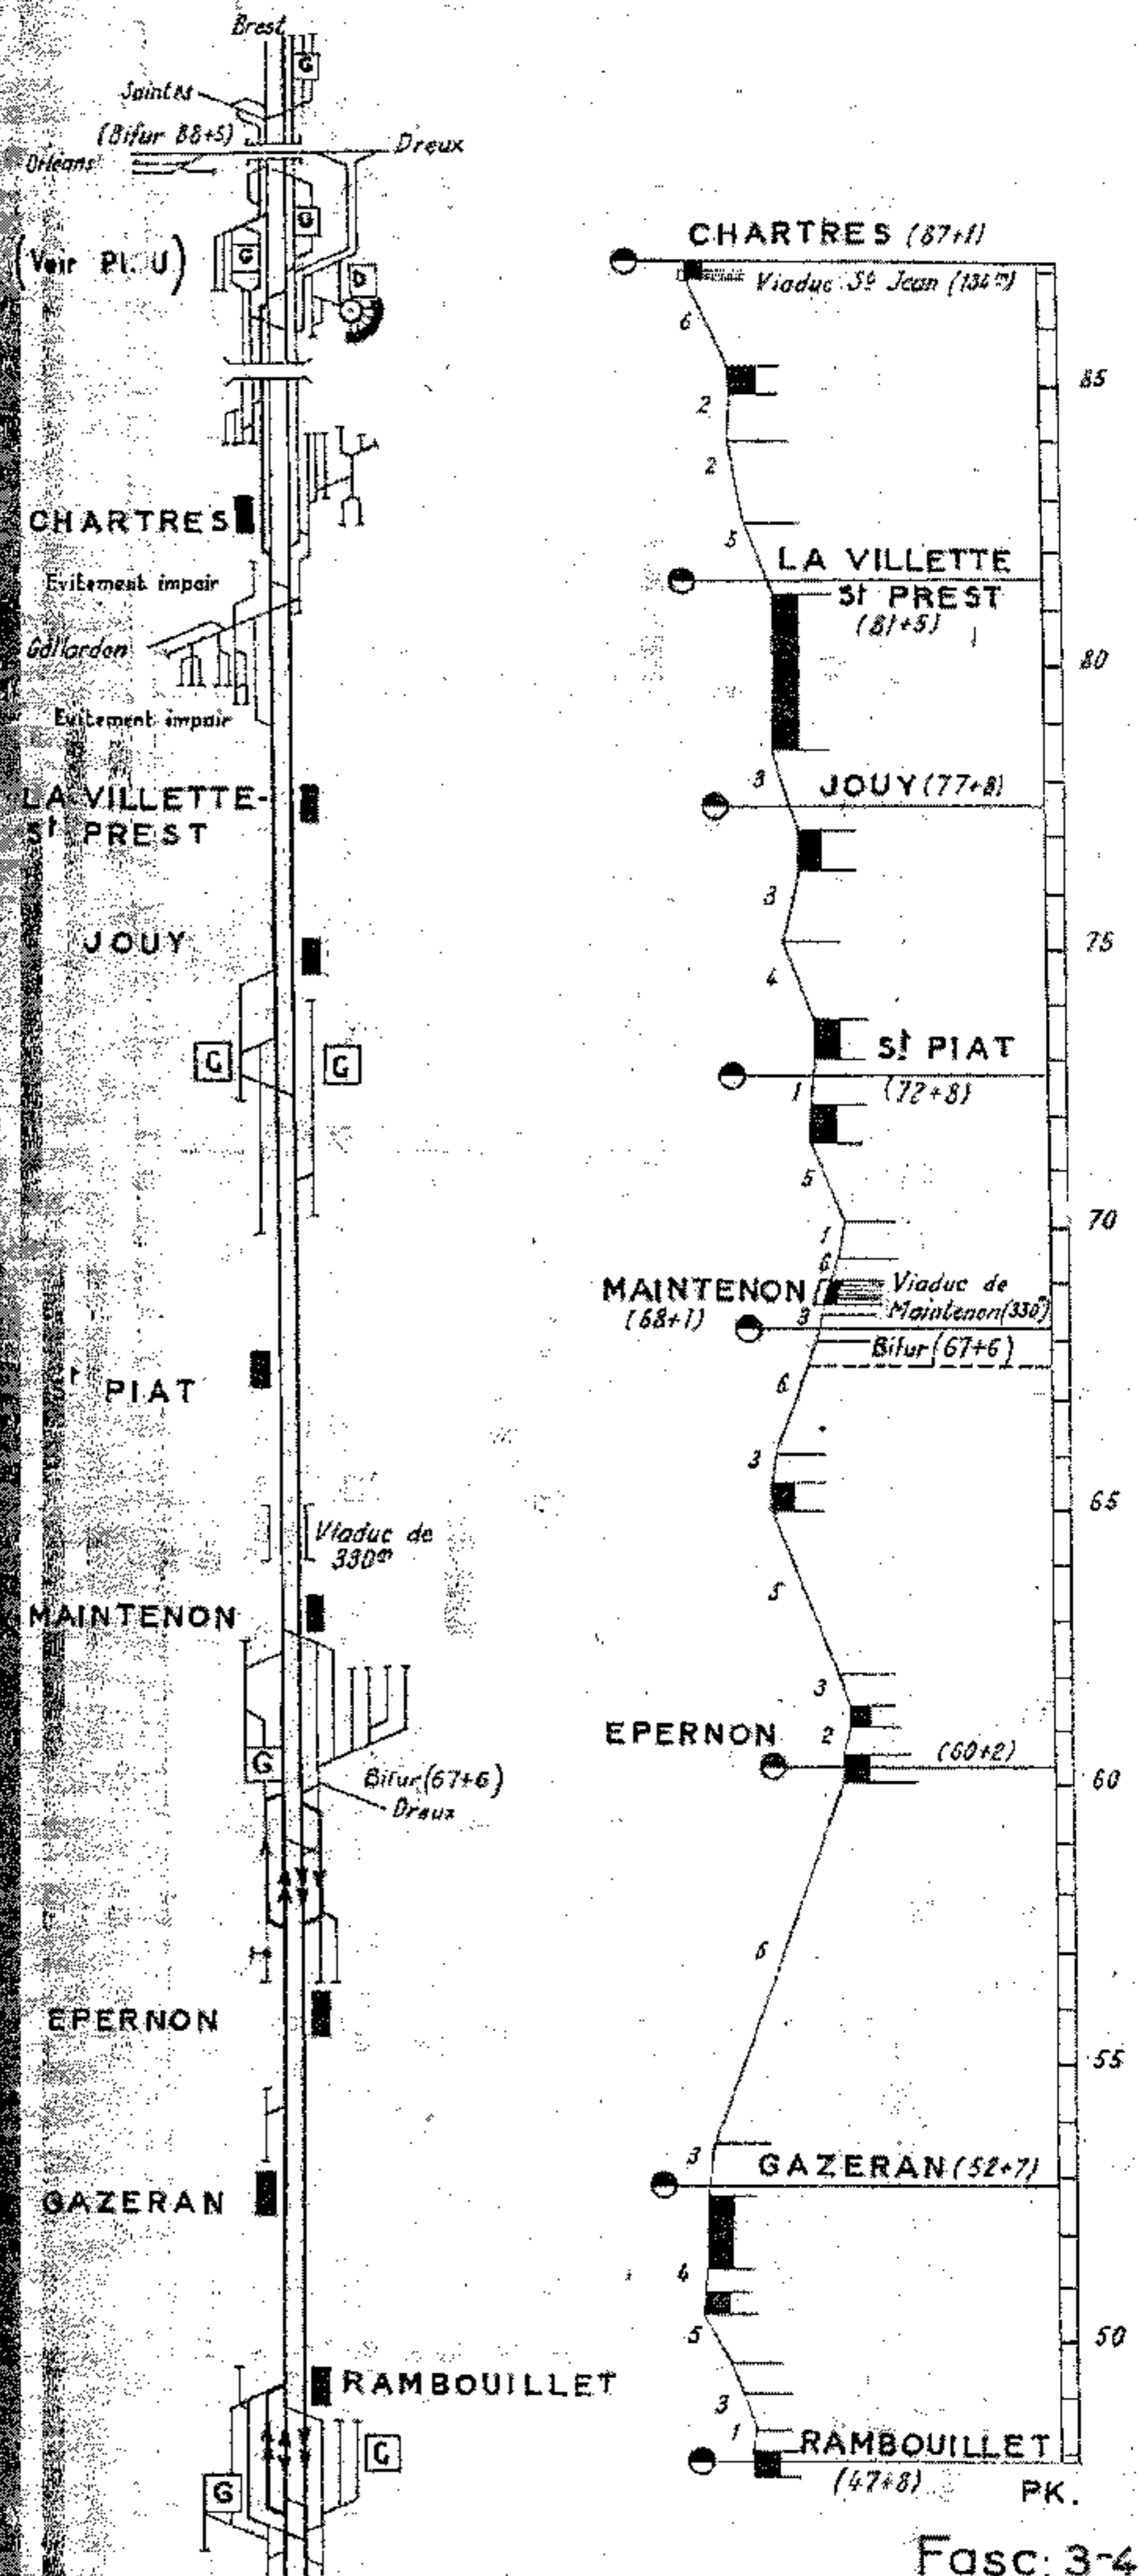 Brest
G
Saintes
(Bifur 88+5)
Orléans
Dreux
G
G
(Voir Pl. U)
D
CHARTRES
Evitement impair
Gallardon
Evitement impair
LA VILLETTE-
St PREST
JOUY
G
G
t PIAT
Viaduc de
330m
MAINTENON
G
Bifur (67+6)
Dreux
EPERNON
GAZERAN
RAMBOUILLET
G
G
CHARTRES (87+1)
Viaduc St Jean (134m)
6
85
2
2
5
LA VILLETTE
St PREST
(81+5)
80
3
JOUY (77+8)
3
75
4
St PIAT
(72+8)
1
5
70
1
6
MAINTENON
(68+1)
Viaduc de
Maintenon (330m)
3
Bifur (67+6)
6
3
65
5
3
EPERNON
2
(60+2)
60
6
55
3
GAZERAN (52+7)
4
5
50
3
1
RAMBOUILLET
(47+8)
PK.
Fasc: 3-4